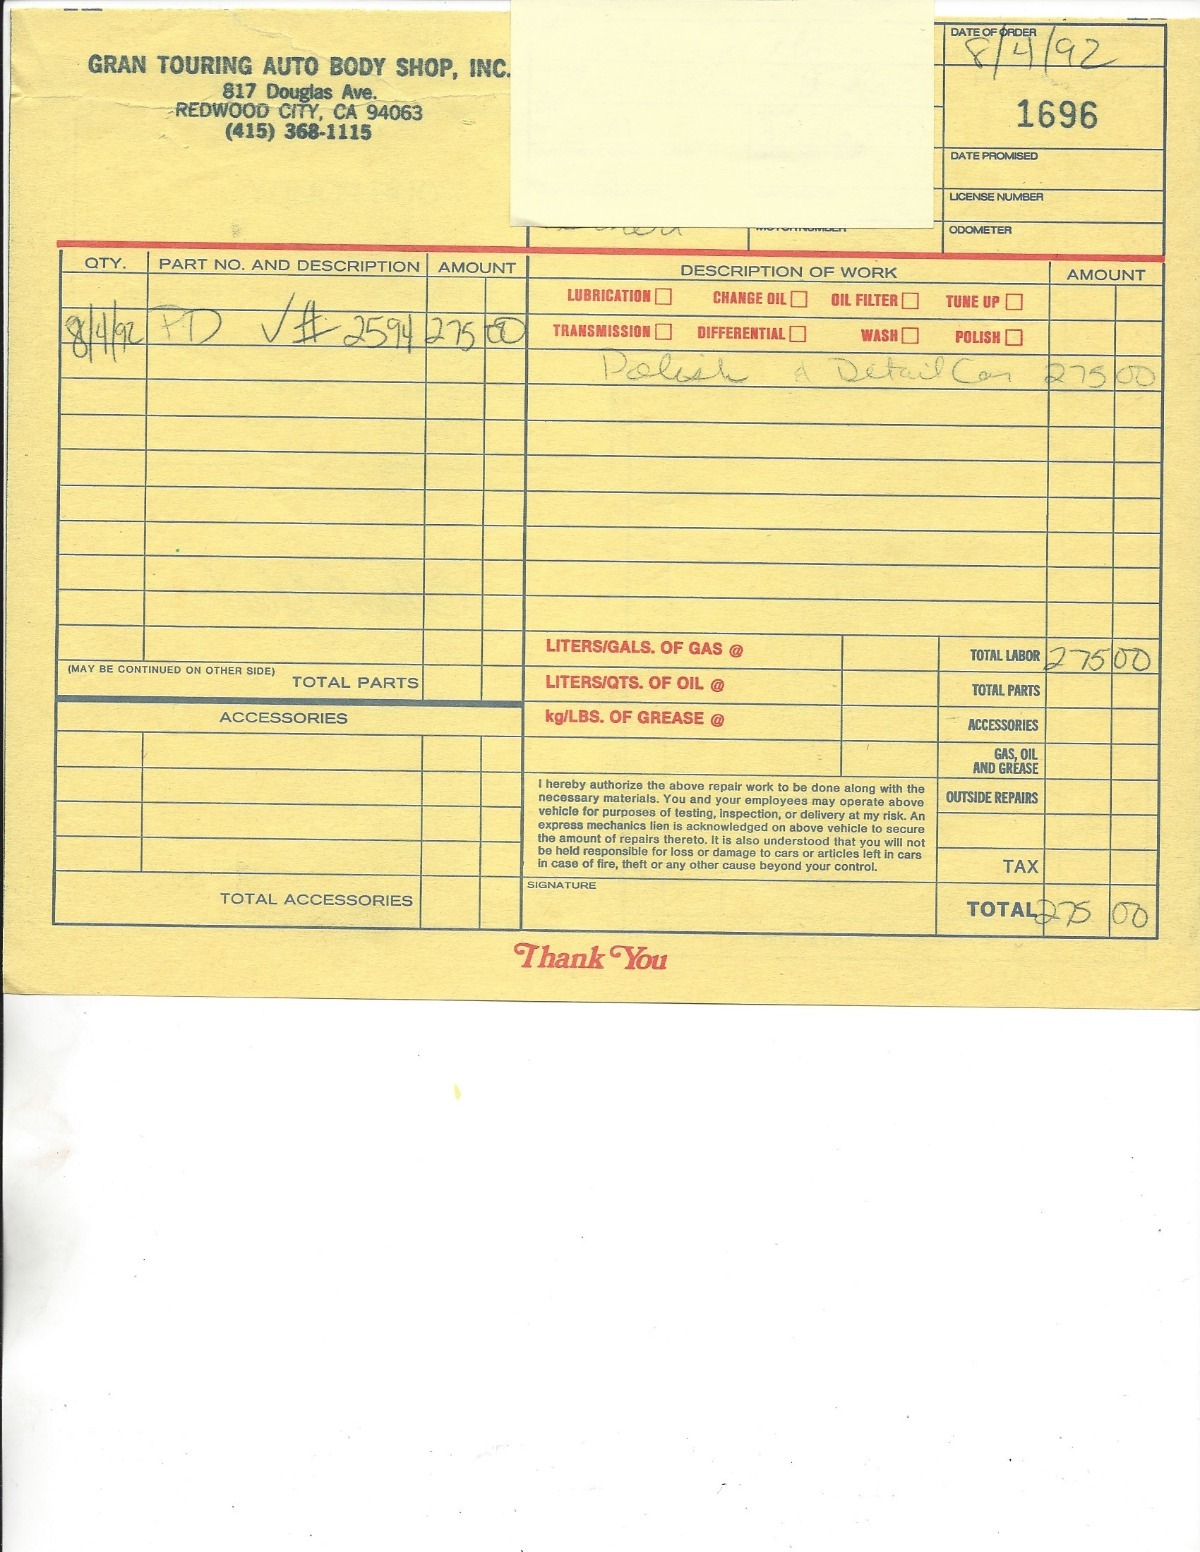 GRAN TOURING AUTO BODY SHOP, INC.
817 Douglas Ave.
REDWOOD CITY, CA 94063
(415) 368-1115
DATE OF ORDER
8/4/92
1696
DATE PROMISED
LICENSE NUMBER
MOTOR NUMBER
ODOMETER
QTY. PART NO. AND DESCRIPTION AMOUNT
8/4/92 PD √# 2594 275 00
(MAY BE CONTINUED ON OTHER SIDE) TOTAL PARTS
ACCESSORIES
TOTAL ACCESSORIES
DESCRIPTION OF WORK AMOUNT
LUBRICATION CHANGE OIL OIL FILTER TUNE UP
TRANSMISSION DIFFERENTIAL WASH POLISH
Polish & Detail Car 275 00
LITERS/GALS. OF GAS @
LITERS/QTS. OF OIL @
kg/LBS. OF GREASE @
I hereby authorize the above repair work to be done along with the
necessary materials. You and your employees may operate above
vehicle for purposes of testing, inspection, or delivery at my risk. An
express mechanics lien is acknowledged on above vehicle to secure
the amount of repairs thereto. It is also understood that you will not
be held responsible for loss or damage to cars or articles left in cars
in case of fire, theft or any other cause beyond your control.
SIGNATURE
TOTAL LABOR 275 00
TOTAL PARTS
ACCESSORIES
GAS, OIL
AND GREASE
OUTSIDE REPAIRS
TAX
TOTAL 275 00
Thank You